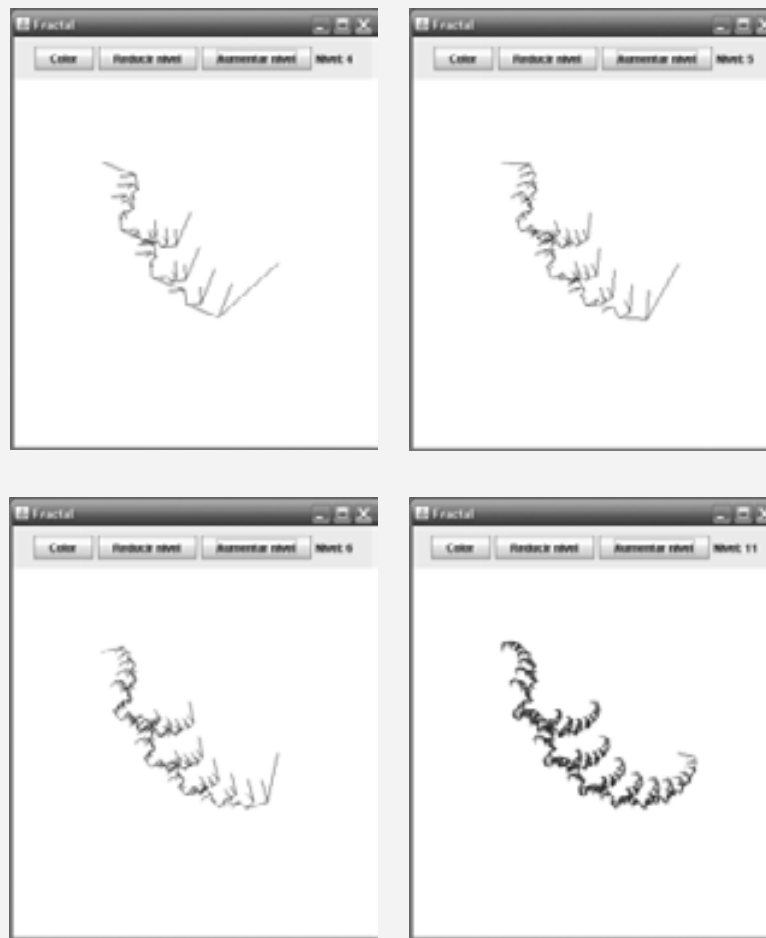 Fractal
Color Reducir nivel Aumentar nivel Nivel: 4
Fractal
Color Reducir nivel Aumentar nivel Nivel: 5
Fractal
Color Reducir nivel Aumentar nivel Nivel: 6
Fractal
Color Reducir nivel Aumentar nivel Nivel: 11